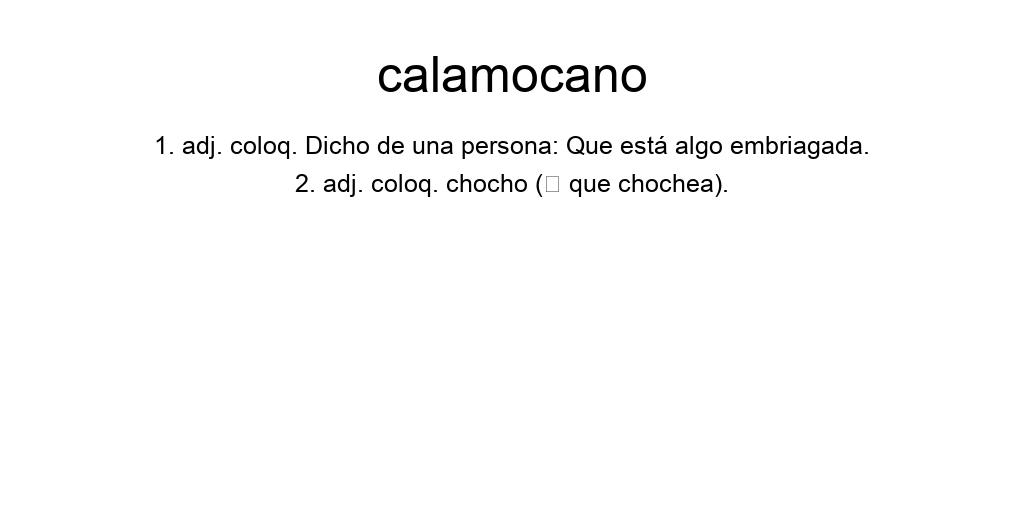 calamocano
1. adj. coloq. Dicho de una persona: Que está algo embriagada.
2. adj. coloq. chocho (□ que chochea).